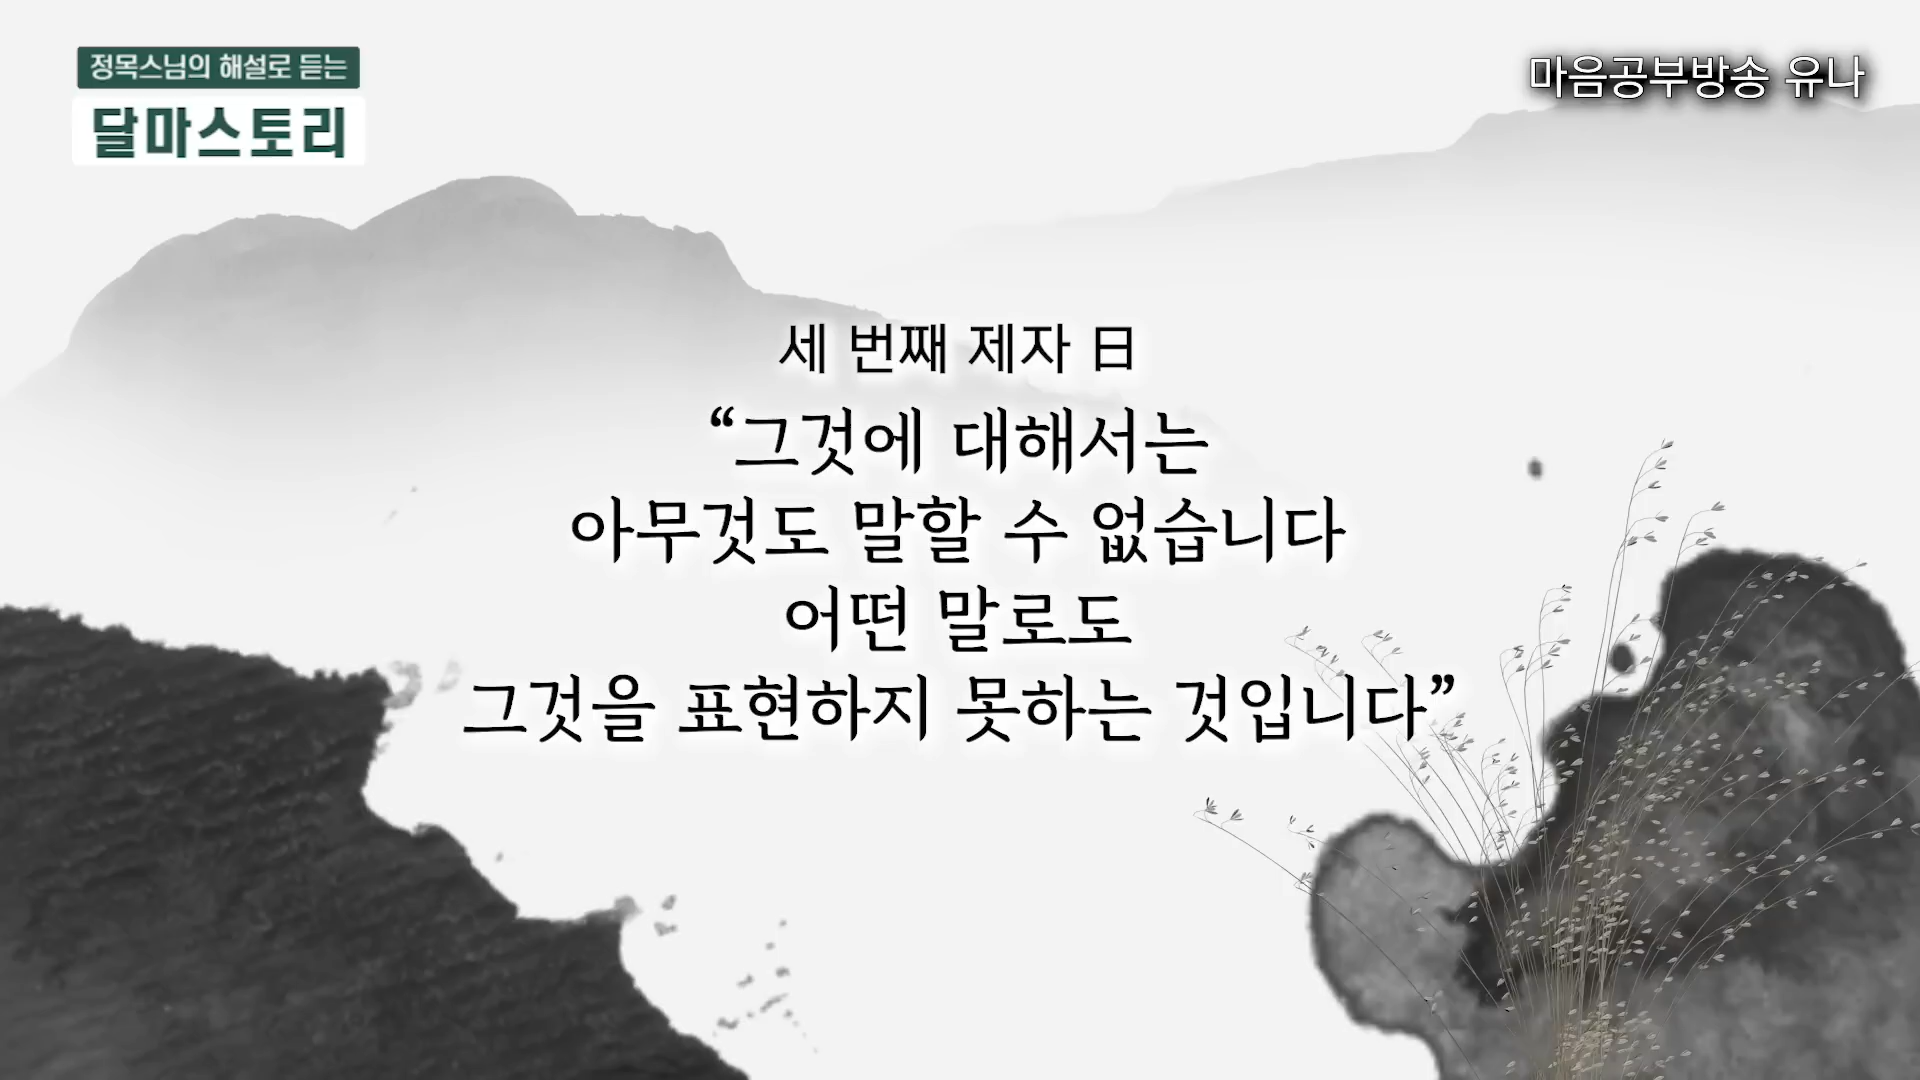 정목스님의 해설로 듣는
달마스토리
마음공부방송 유나
세 번째 제자 日
“그것에 대해서는
아무것도 말할 수 없습니다
어떤 말로도
그것을 표현하지 못하는 것입니다”